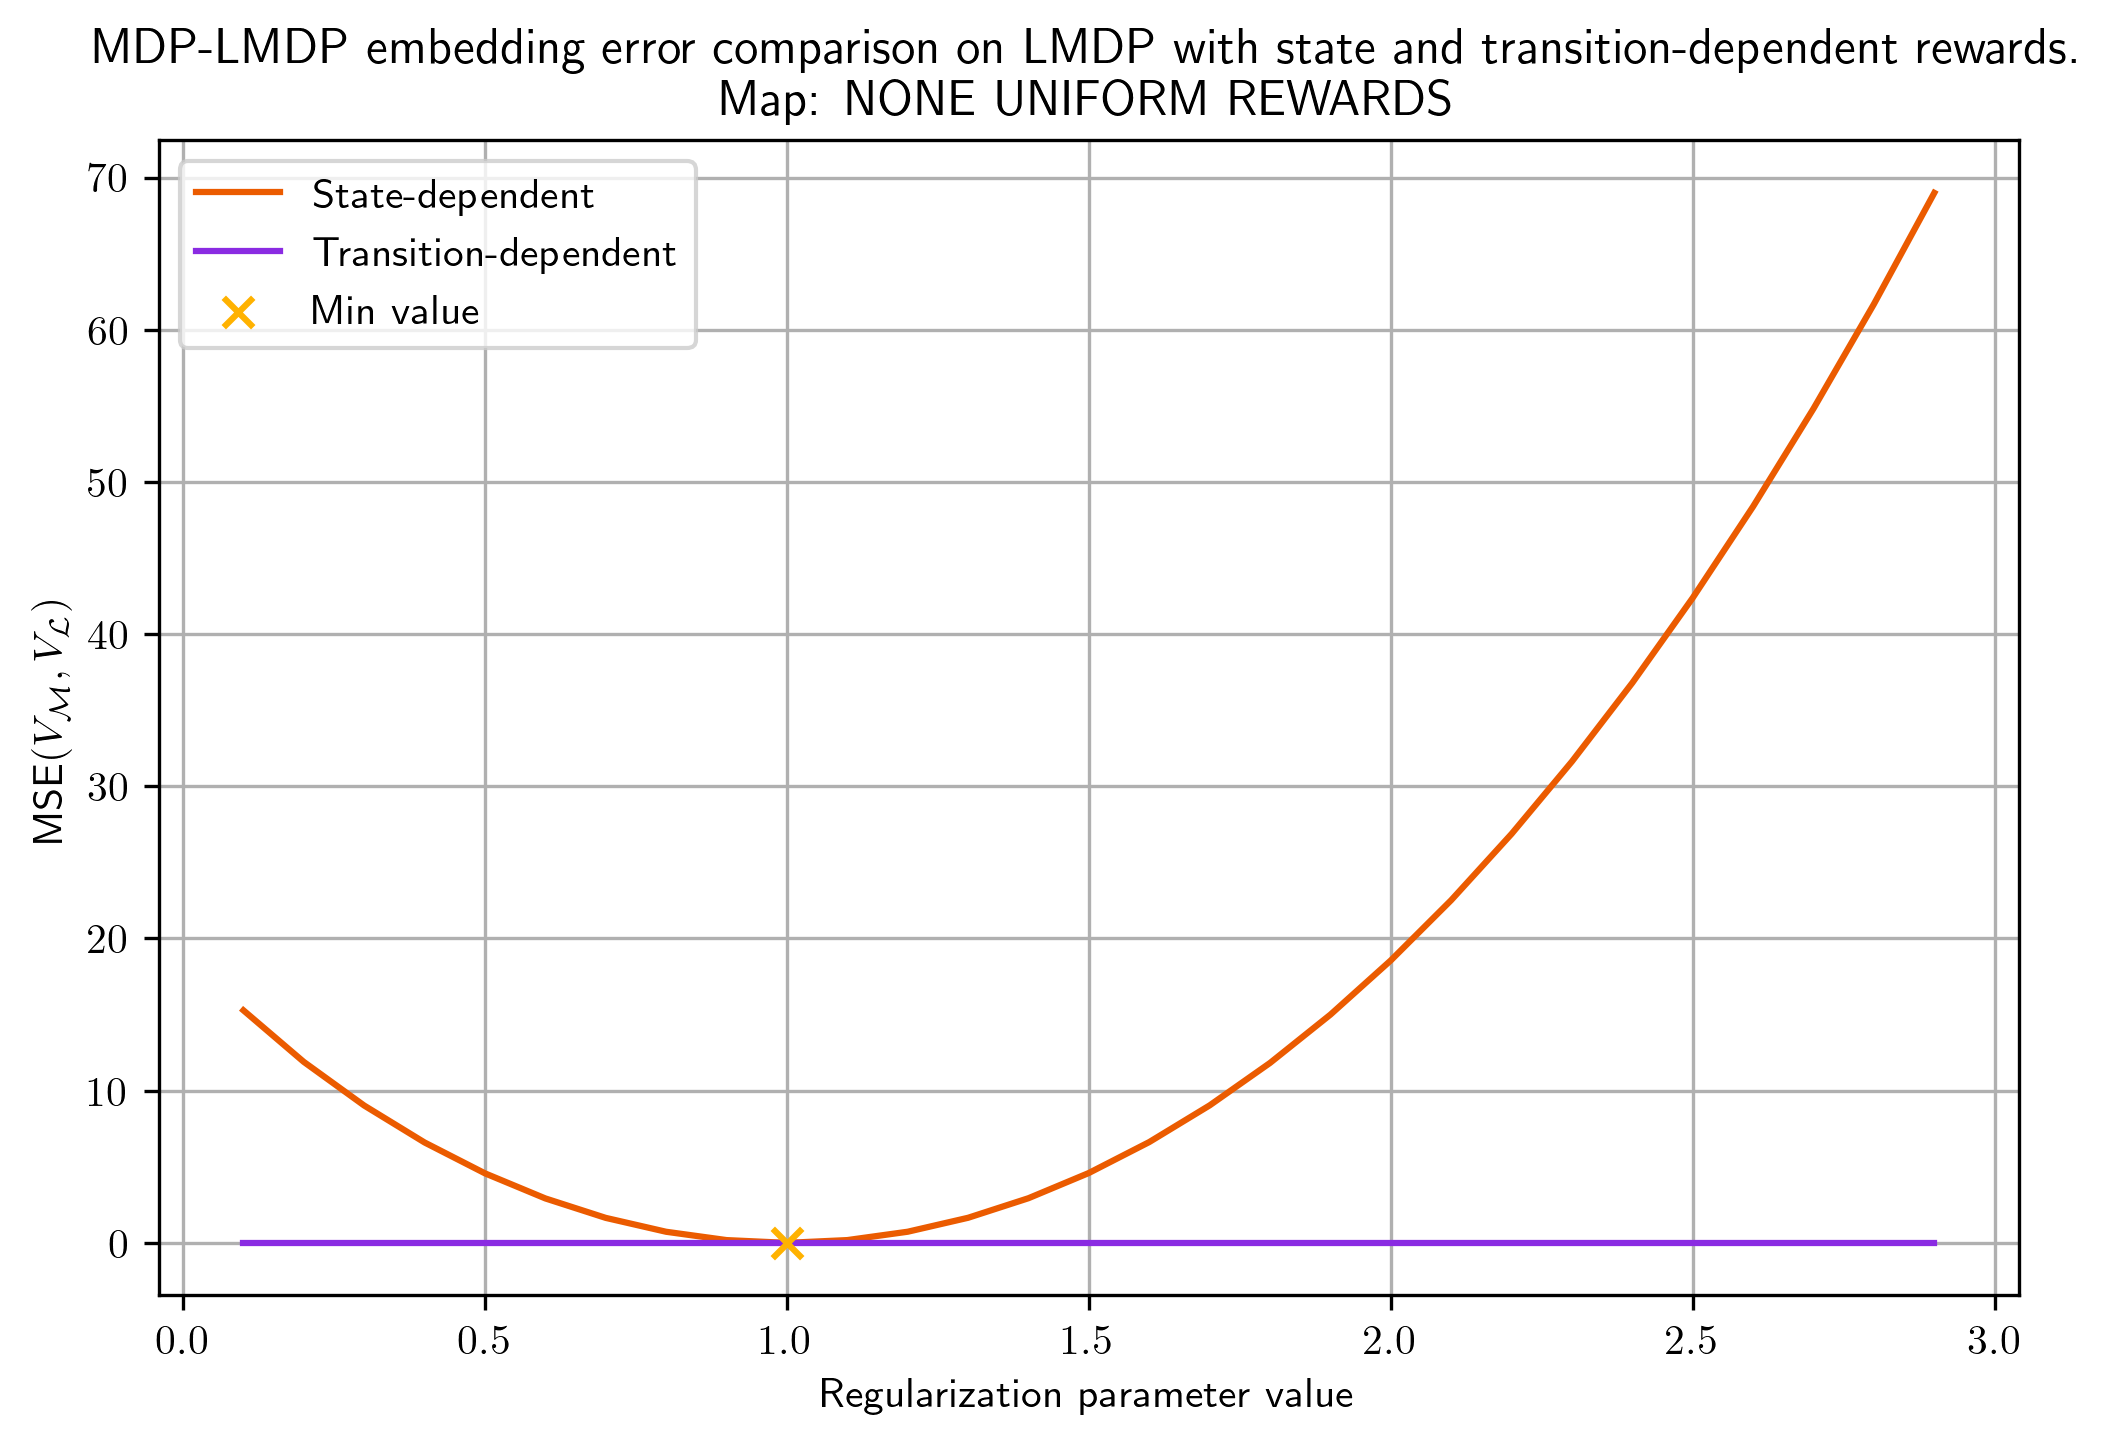 MDP-LMDP embedding error comparison on LMDP with state and transition-dependent rewards.
Map: NONE UNIFORM REWARDS
State-dependent
Transition-dependent
Min value
MSE(V_ℳ, V_ℒ)
70
60
50
40
30
20
10
0
0.0 0.5 1.0 1.5 2.0 2.5 3.0
Regularization parameter value